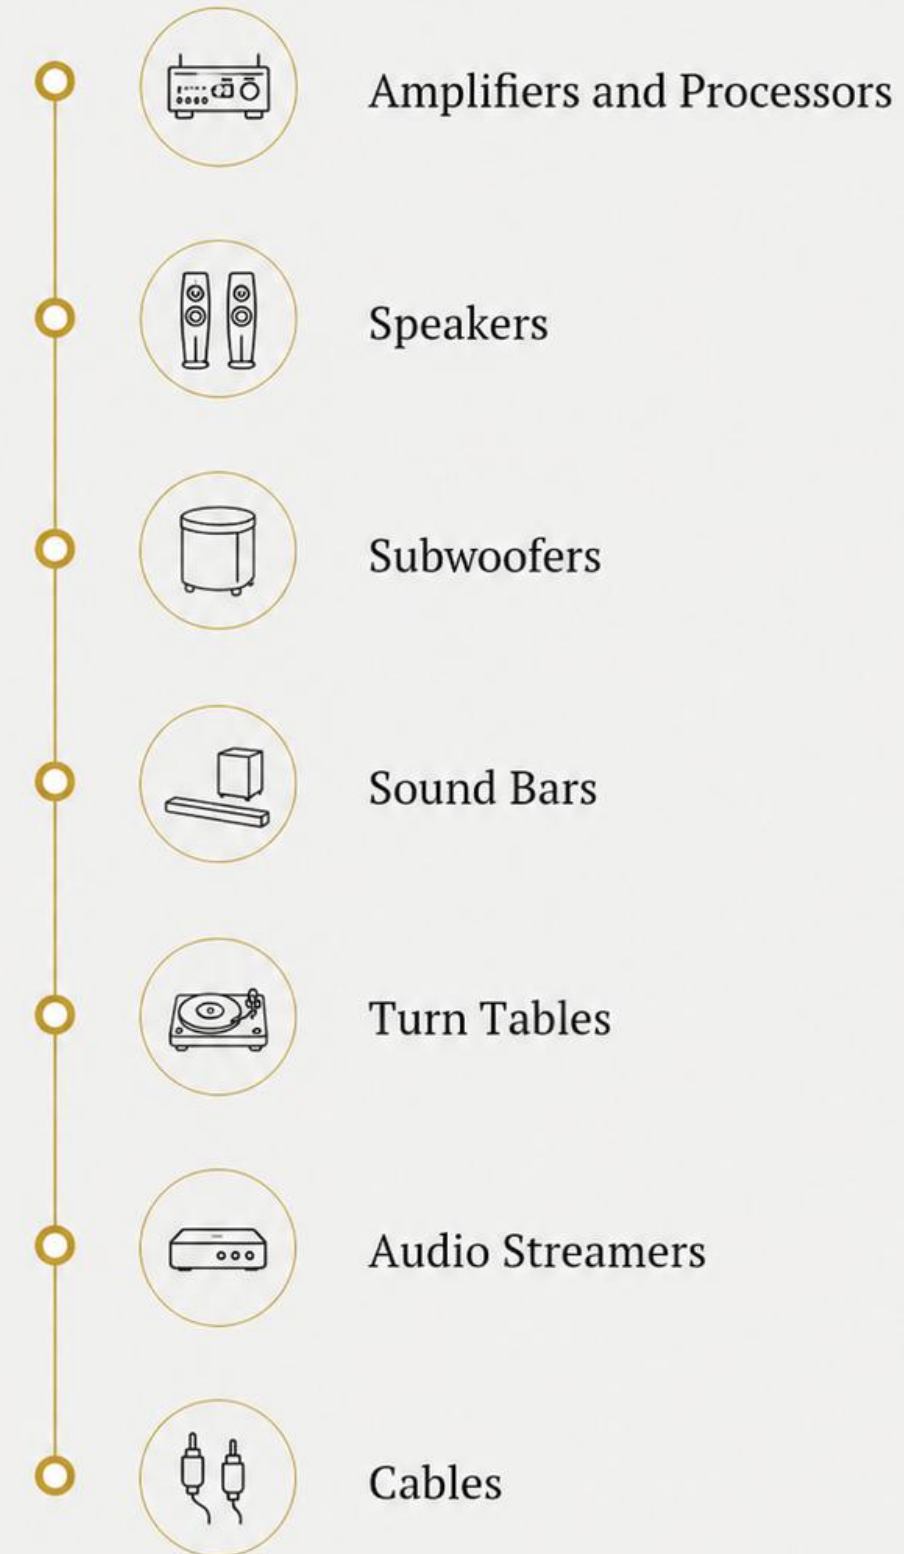 Amplifiers and Processors
Speakers
Subwoofers
Sound Bars
Turn Tables
Audio Streamers
Cables